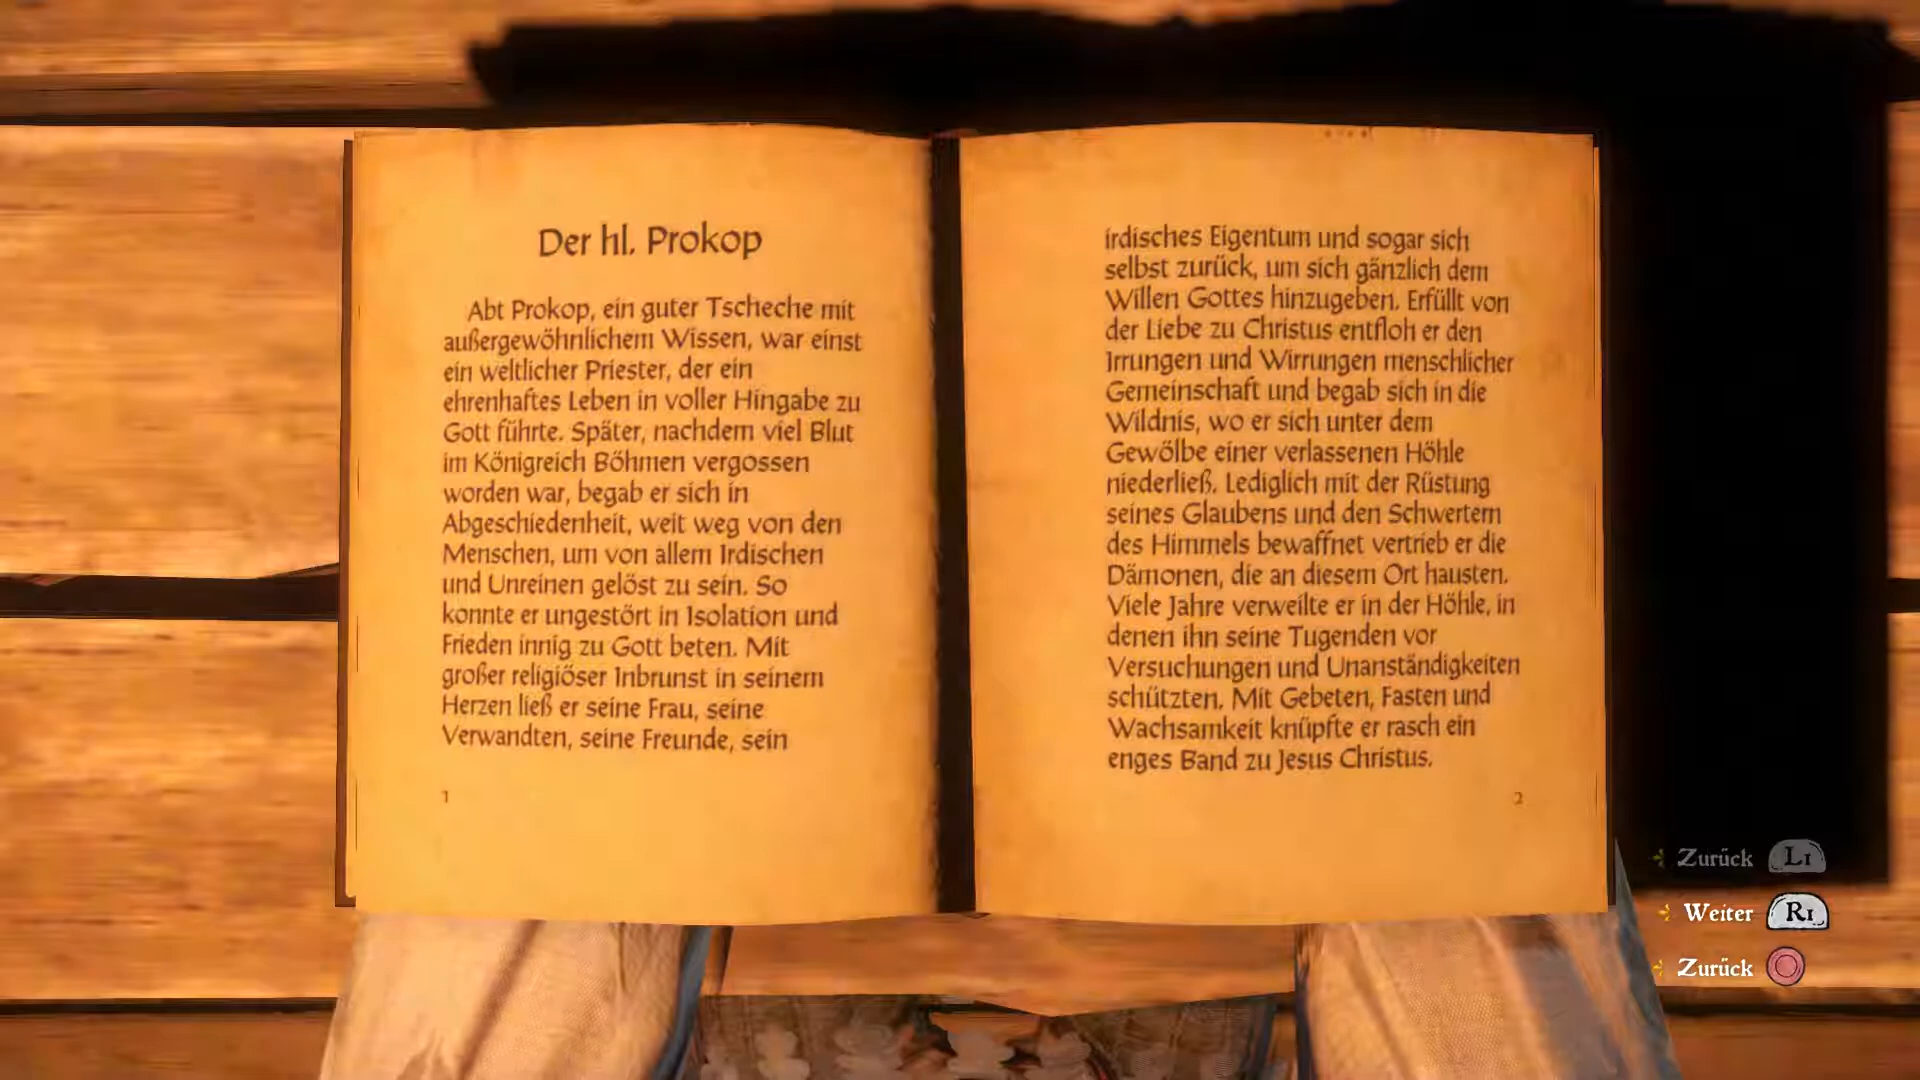 Der hl. Prokop
Abt Prokop, ein guter Tscheche mit
außergewöhnlichem Wissen, war einst
ein weltlicher Priester, der ein
ehrenhaftes Leben in voller Hingabe zu
Gott führte. Später, nachdem viel Blut
im Königreich Böhmen vergossen
worden war, begab er sich in
Abgeschiedenheit, weit weg von den
Menschen, um von allem Irdischen
und Unreinen gelöst zu sein. So
konnte er ungestört in Isolation und
Frieden innig zu Gott beten. Mit
großer religiöser Inbrunst in seinem
Herzen ließ er seine Frau, seine
Verwandten, seine Freunde, sein
1
irdisches Eigentum und sogar sich
selbst zurück, um sich gänzlich dem
Willen Gottes hinzugeben. Erfüllt von
der Liebe zu Christus entfloh er den
Irrungen und Wirrungen menschlicher
Gemeinschaft und begab sich in die
Wildnis, wo er sich unter dem
Gewölbe einer verlassenen Höhle
niederließ. Lediglich mit der Rüstung
seines Glaubens und den Schwertern
des Himmels bewaffnet vertrieb er die
Dämonen, die an diesem Ort hausten.
Viele Jahre verweilte er in der Höhle, in
denen ihn seine Tugenden vor
Versuchungen und Unanständigkeiten
schützten. Mit Gebeten, Fasten und
Wachsamkeit knüpfte er rasch ein
enges Band zu Jesus Christus.
2
Zurück L1
Weiter R1
Zurück